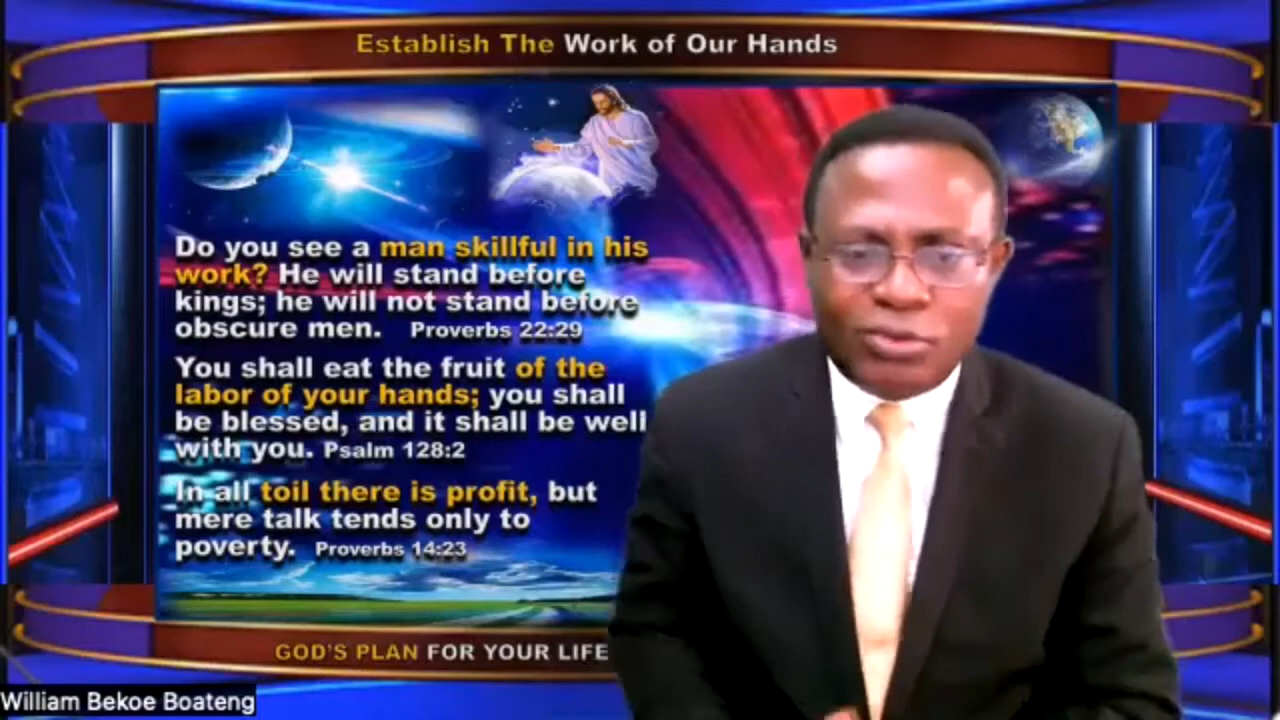 Establish The Work of Our Hands
Do you see a man skillful in his
work? He will stand before
kings; he will not stand before
obscure men. Proverbs 22:29
You shall eat the fruit of the
labor of your hands; you shall
be blessed, and it shall be well
with you. Psalm 128:2
In all toil there is profit, but
mere talk tends only to
poverty. Proverbs 14:23
GOD'S PLAN FOR YOUR LIFE
William Bekoe Boateng